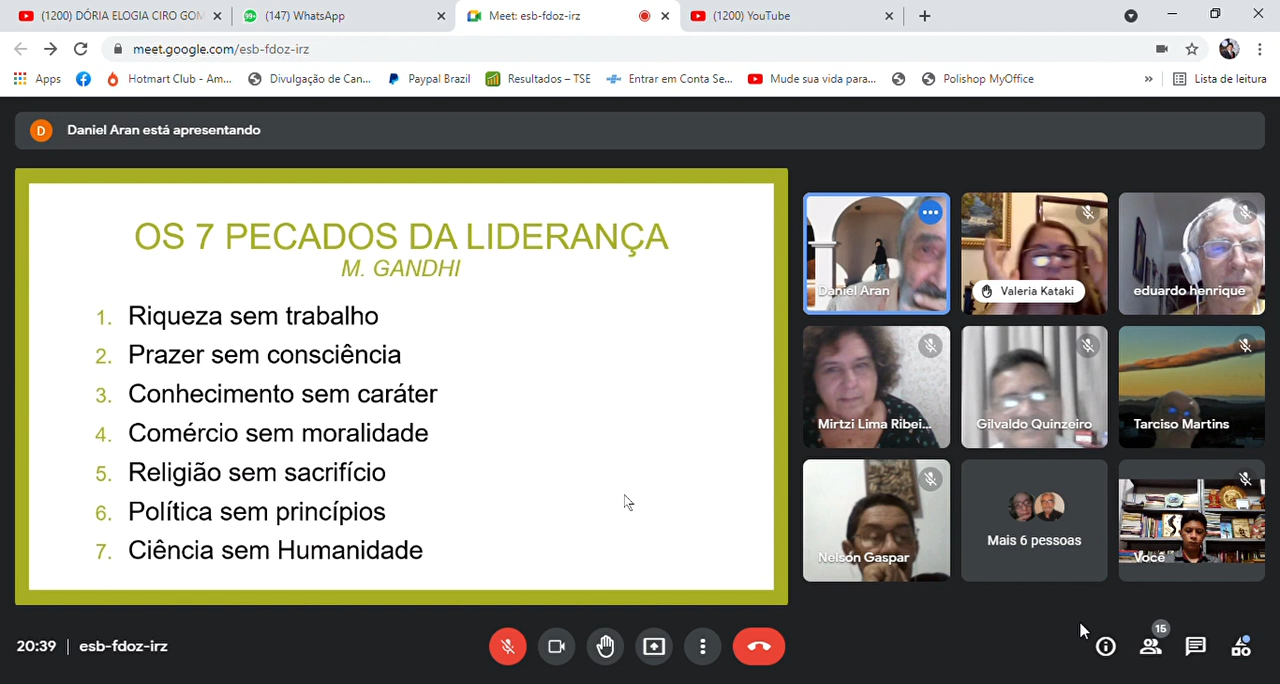 (1200) DÓRIA ELOGIA CIRO GOM
(147) WhatsApp
Meet: esb-fdoz-irz
(1200) YouTube
meet.google.com/esb-fdoz-irz
Apps
Hotmart Club - Am...
Divulgação de Can...
Paypal Brazil
Resultados – TSE
Entrar em Conta Se...
Mude sua vida para...
Polishop MyOffice
»
Lista de leitura
99+
D
Daniel Aran está apresentando
OS 7 PECADOS DA LIDERANÇA
M. GANDHI
1. Riqueza sem trabalho
2. Prazer sem consciência
3. Conhecimento sem caráter
4. Comércio sem moralidade
5. Religião sem sacrifício
6. Política sem princípios
7. Ciência sem Humanidade
Daniel Aran
Valeria Kataki
eduardo henrique
Mirtzi Lima Ribei...
Gilvaldo Quinzeiro
Tarciso Martins
Nelson Gaspar
Mais 6 pessoas
Você
20:39 | esb-fdoz-irz
15